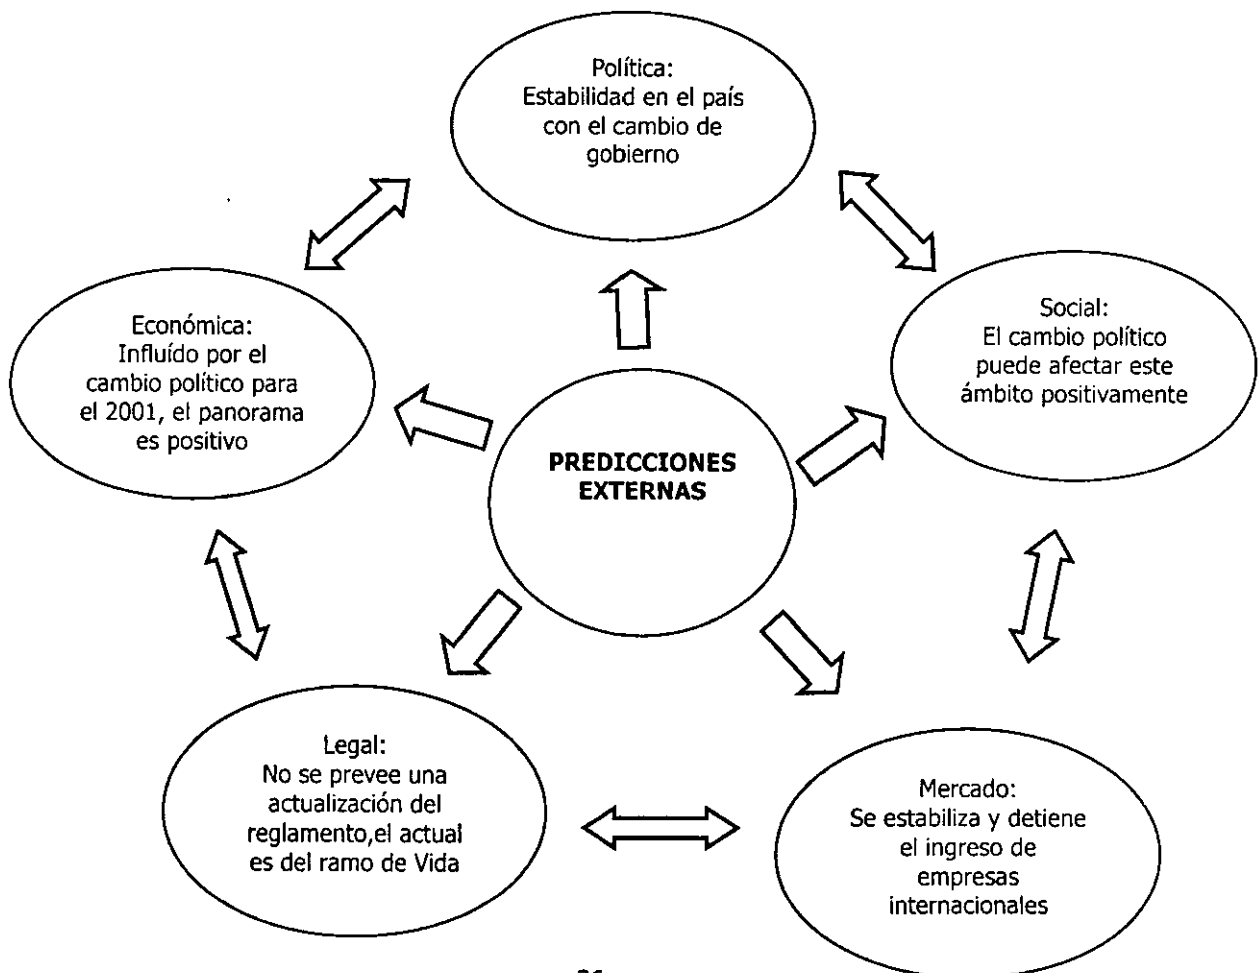 Política:
Estabilidad en el país
con el cambio de
gobierno
Económica:
Influído por el
cambio político para
el 2001, el panorama
es positivo
Social:
El cambio político
puede afectar este
ámbito positivamente
PREDICCIONES
EXTERNAS
Legal:
No se prevee una
actualización del
reglamento,el actual
es del ramo de Vida
Mercado:
Se estabiliza y detiene
el ingreso de
empresas
internacionales